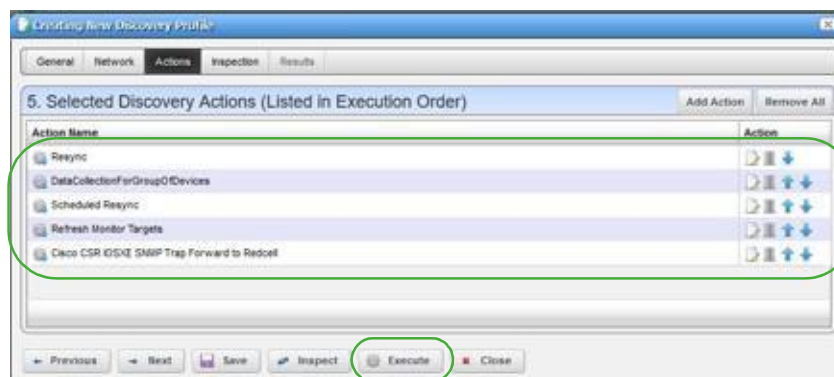 Creating New Discovery Profile
General Network Actions Inspection Results
5. Selected Discovery Actions (Listed in Execution Order) Add Action Remove All
Action Name Action
Resync
DataCollectionForGroupOfDevices
Scheduled Resync
Refresh Monitor Targets
Cisco CSR IOSXE SNMP Trap Forward to Redcell
Previous Next Save Inspect Execute Close